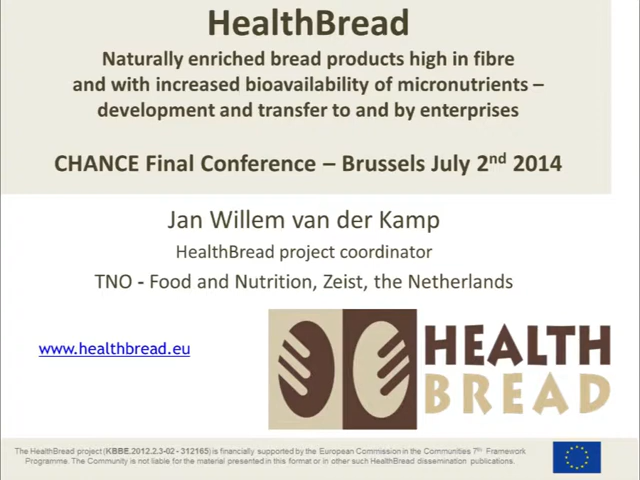 HealthBread
Naturally enriched bread products high in fibre
and with increased bioavailability of micronutrients –
development and transfer to and by enterprises
CHANCE Final Conference – Brussels July 2nd 2014
Jan Willem van der Kamp
HealthBread project coordinator
TNO - Food and Nutrition, Zeist, the Netherlands
www.healthbread.eu
HEALTH
BREAD
The HealthBread project (KBBE.2012.2.3-02 - 312165) is financially supported by the European Commission in the Communities 7th Framework
Programme. The Community is not liable for the material presented in this format or in other such HealthBread dissemination publications.